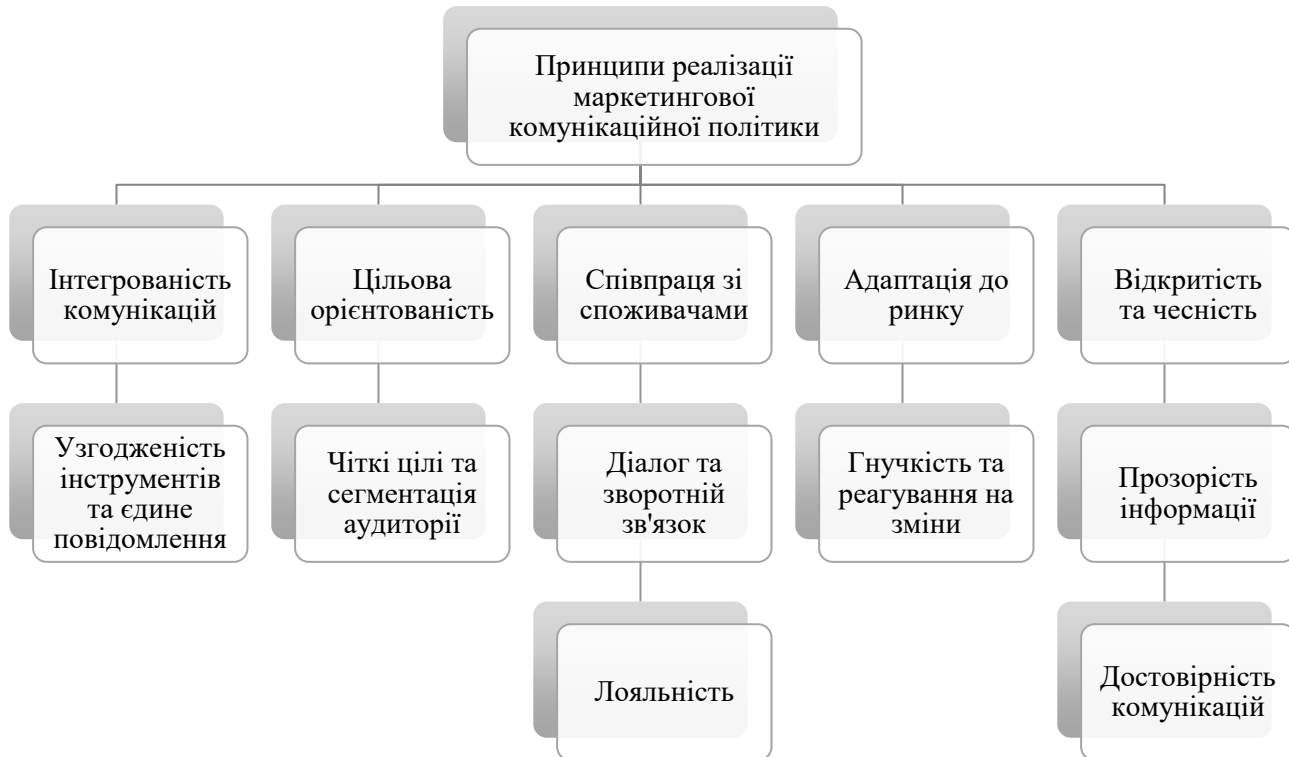 Принципи реалізації
маркетингової
комунікаційної політики
Інтегрованість
комунікацій
Цільова
орієнтованість
Співпраця зі
споживачами
Адаптація до
ринку
Відкритість
та чесність
Узгодженість
інструментів
та єдине
повідомлення
Чіткі цілі та
сегментація
аудиторії
Діалог та
зворотній
зв'язок
Гнучкість та
реагування на
зміни
Прозорість
інформації
Лояльність
Достовірність
комунікацій